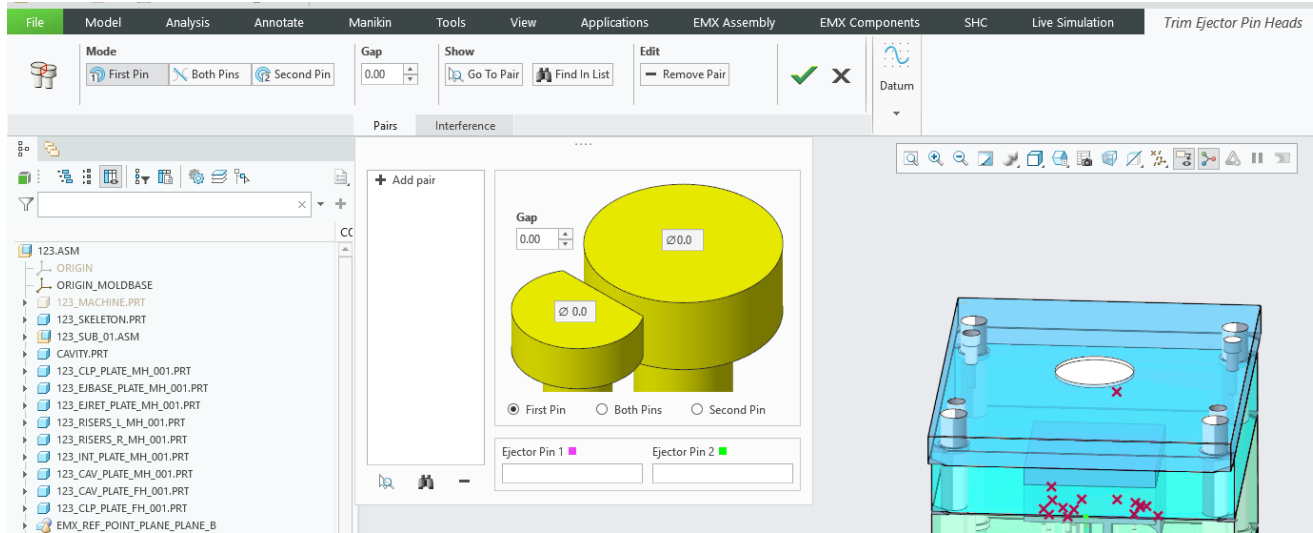 File Model Analysis Annotate Manikin Tools View Applications EMX Assembly EMX Components SHC Live Simulation Trim Ejector Pin Heads
Mode Gap Show Edit
1 First Pin Both Pins 2 Second Pin 0.00 Go To Pair Find In List Remove Pair
Datum
Pairs Interference
Add pair
Gap
0.00
∅0.0
∅ 0.0
First Pin Both Pins Second Pin
Ejector Pin 1 Ejector Pin 2
123.ASM
ORIGIN
ORIGIN_MOLDBASE
123_MACHINE.PRT
123_SKELETON.PRT
123_SUB_01.ASM
CAVITY.PRT
123_CLP_PLATE_MH_001.PRT
123_EJBASE_PLATE_MH_001.PRT
123_EJRET_PLATE_MH_001.PRT
123_RISERS_L_MH_001.PRT
123_RISERS_R_MH_001.PRT
123_INT_PLATE_MH_001.PRT
123_CAV_PLATE_MH_001.PRT
123_CAV_PLATE_FH_001.PRT
123_CLP_PLATE_FH_001.PRT
EMX_REF_POINT_PLANE_PLANE_B